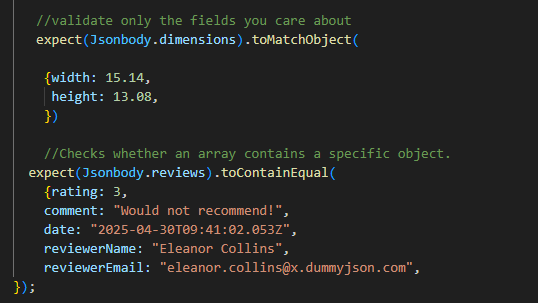 //validate only the fields you care about
expect(Jsonbody.dimensions).toMatchObject(
{width: 15.14,
height: 13.08,
})
//Checks whether an array contains a specific object.
expect(Jsonbody.reviews).toContainEqual(
{rating: 3,
comment: "Would not recommend!",
date: "2025-04-30T09:41:02.053Z",
reviewerName: "Eleanor Collins",
reviewerEmail: "eleanor.collins@x.dummyjson.com",
});